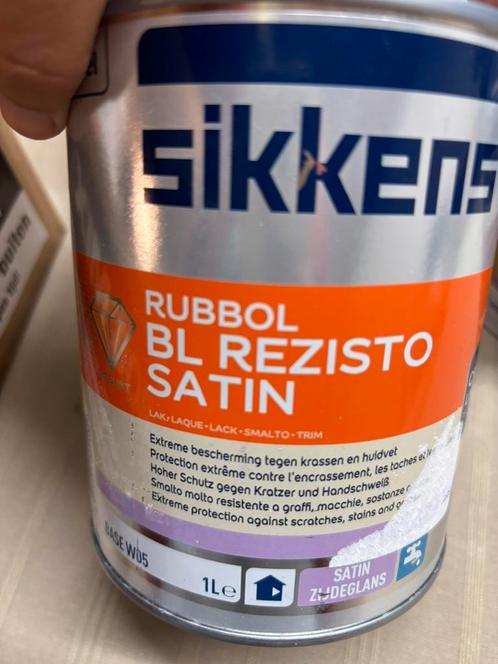 sikkens
RUBBOL
BL REZISTO
SATIN
LAK • LAQUE • LACK • SMALTO • TRIM
Extreme bescherming tegen krassen en huidvet
Protection extrême contre l'encrassement, les taches et le
Hoher Schutz gegen Kratzer und Handschweiß
Smalto molto resistente a graffi, macchie, sostanze
Extreme protection against scratches, stains and
BASE W05
1Le
SATIN
ZIJDEGLANS
buiten